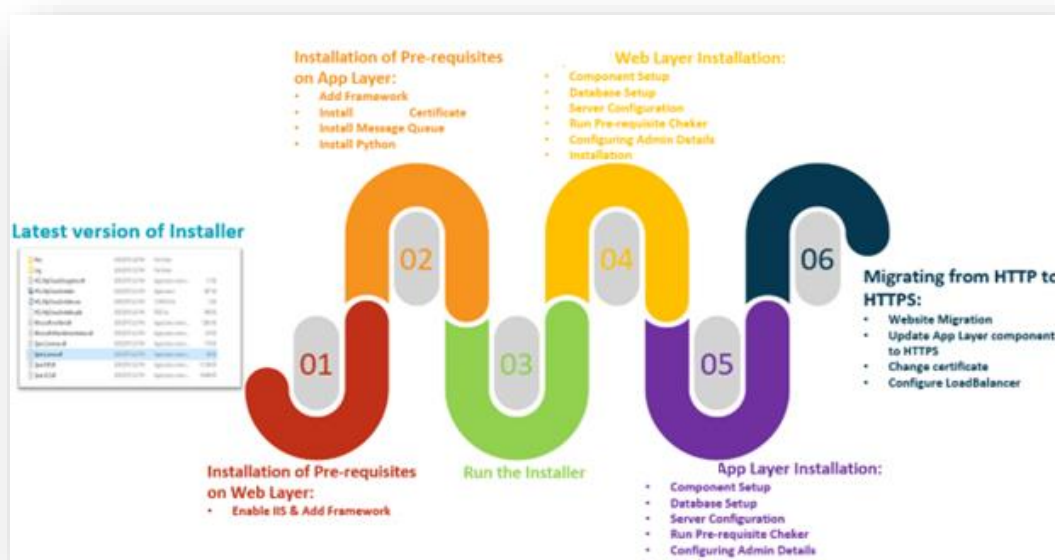 Installation of Pre-requisites
on App Layer:
• Add Framework
• Install Certificate
• Install Message Queue
• Install Python
Web Layer Installation:
• Component Setup
• Database Setup
• Server Configuration
• Run Pre-requisite Cheker
• Configuring Admin Details
• Installation
Latest version of Installer
01
02
03
04
05
06
Migrating from HTTP to
HTTPS:
• Website Migration
• Update App Layer component
to HTTPS
• Change certificate
• Configure LoadBalancer
Installation of Pre-requisites
on Web Layer:
• Enable IIS & Add Framework
Run the Installer
App Layer Installation:
• Component Setup
• Database Setup
• Server Configuration
• Run Pre-requisite Cheker
• Configuring Admin Details